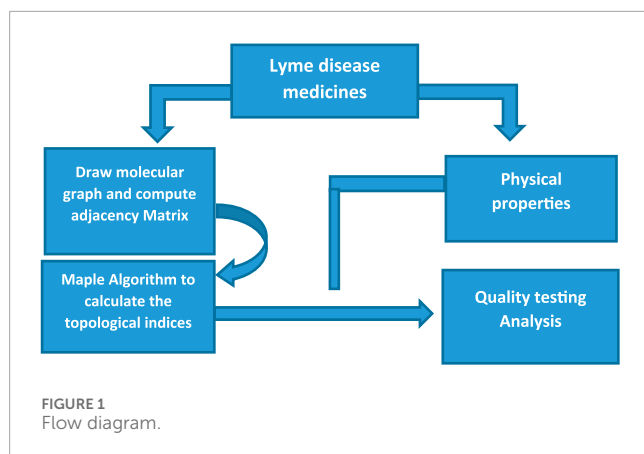 Lyme disease
medicines
Draw molecular
graph and compute
adjacency Matrix
Physical
properties
Maple Algorithm to
calculate the
topological indices
Quality testing
Analysis
FIGURE 1
Flow diagram.